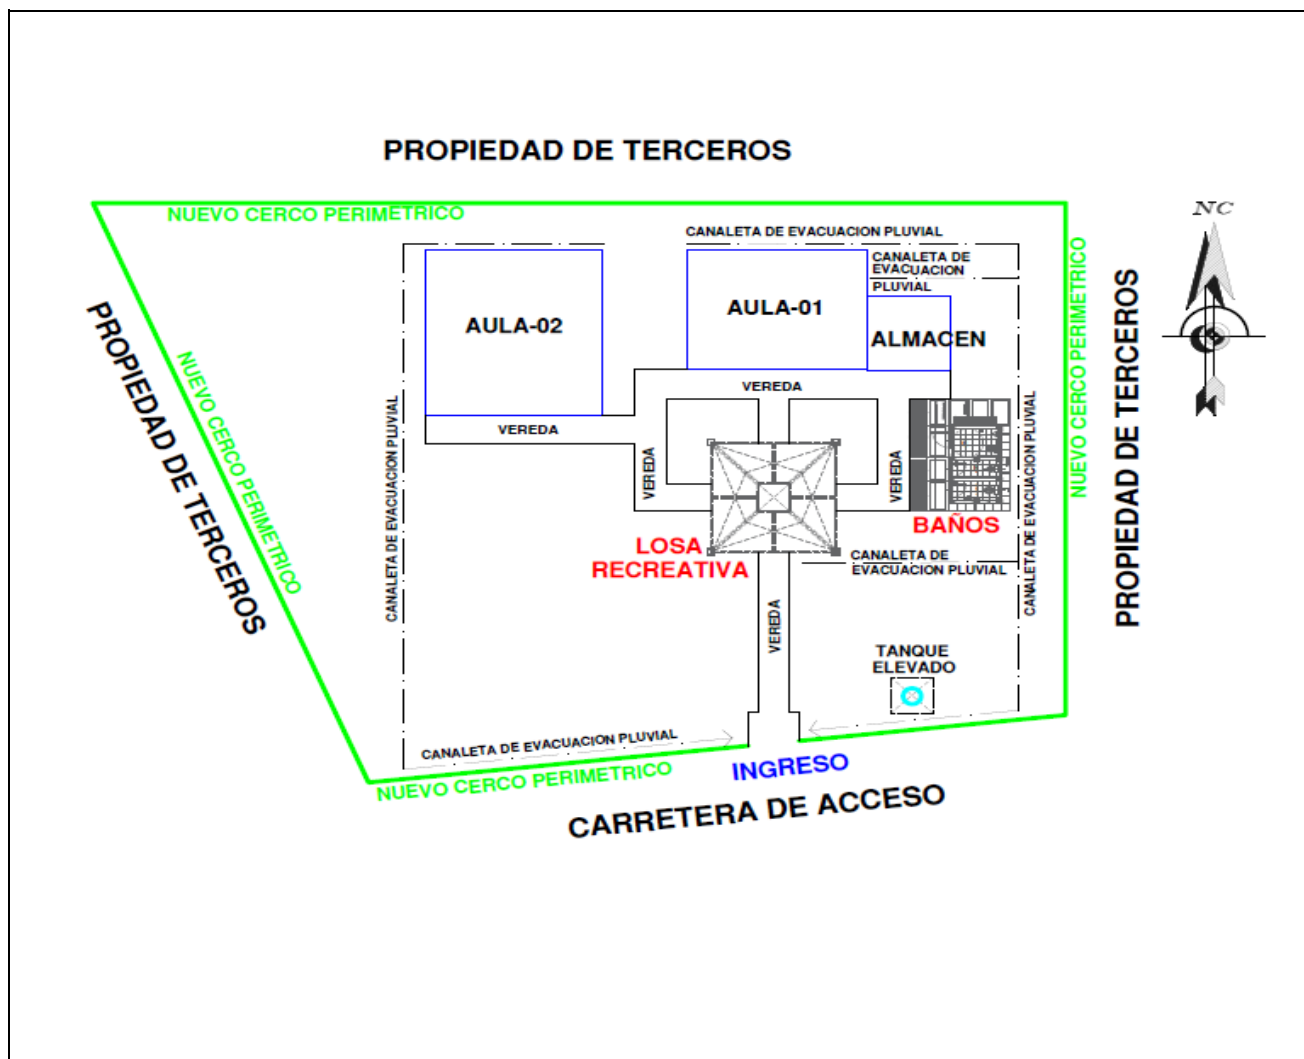 PROPIEDAD DE TERCEROS
NUEVO CERCO PERIMETRICO
NC
CANALETA DE EVACUACION PLUVIAL
CANALETA DE
EVACUACION
PLUVIAL
AULA-02
AULA-01
ALMACEN
PROPIEDAD DE TERCEROS
NUEVO CERCO PERIMETRICO
CANALETA DE EVACUACION PLUVIAL
VEREDA
VEREDA
VEREDA
VEREDA
BAÑOS
LOSA
RECREATIVA
CANALETA DE
EVACUACION PLUVIAL
CANALETA DE EVACUACION PLUVIAL
NUEVO CERCO PERIMETRICO
PROPIEDAD DE TERCEROS
VEREDA
TANQUE
ELEVADO
CANALETA DE EVACUACION PLUVIAL
NUEVO CERCO PERIMETRICO
INGRESO
CARRETERA DE ACCESO